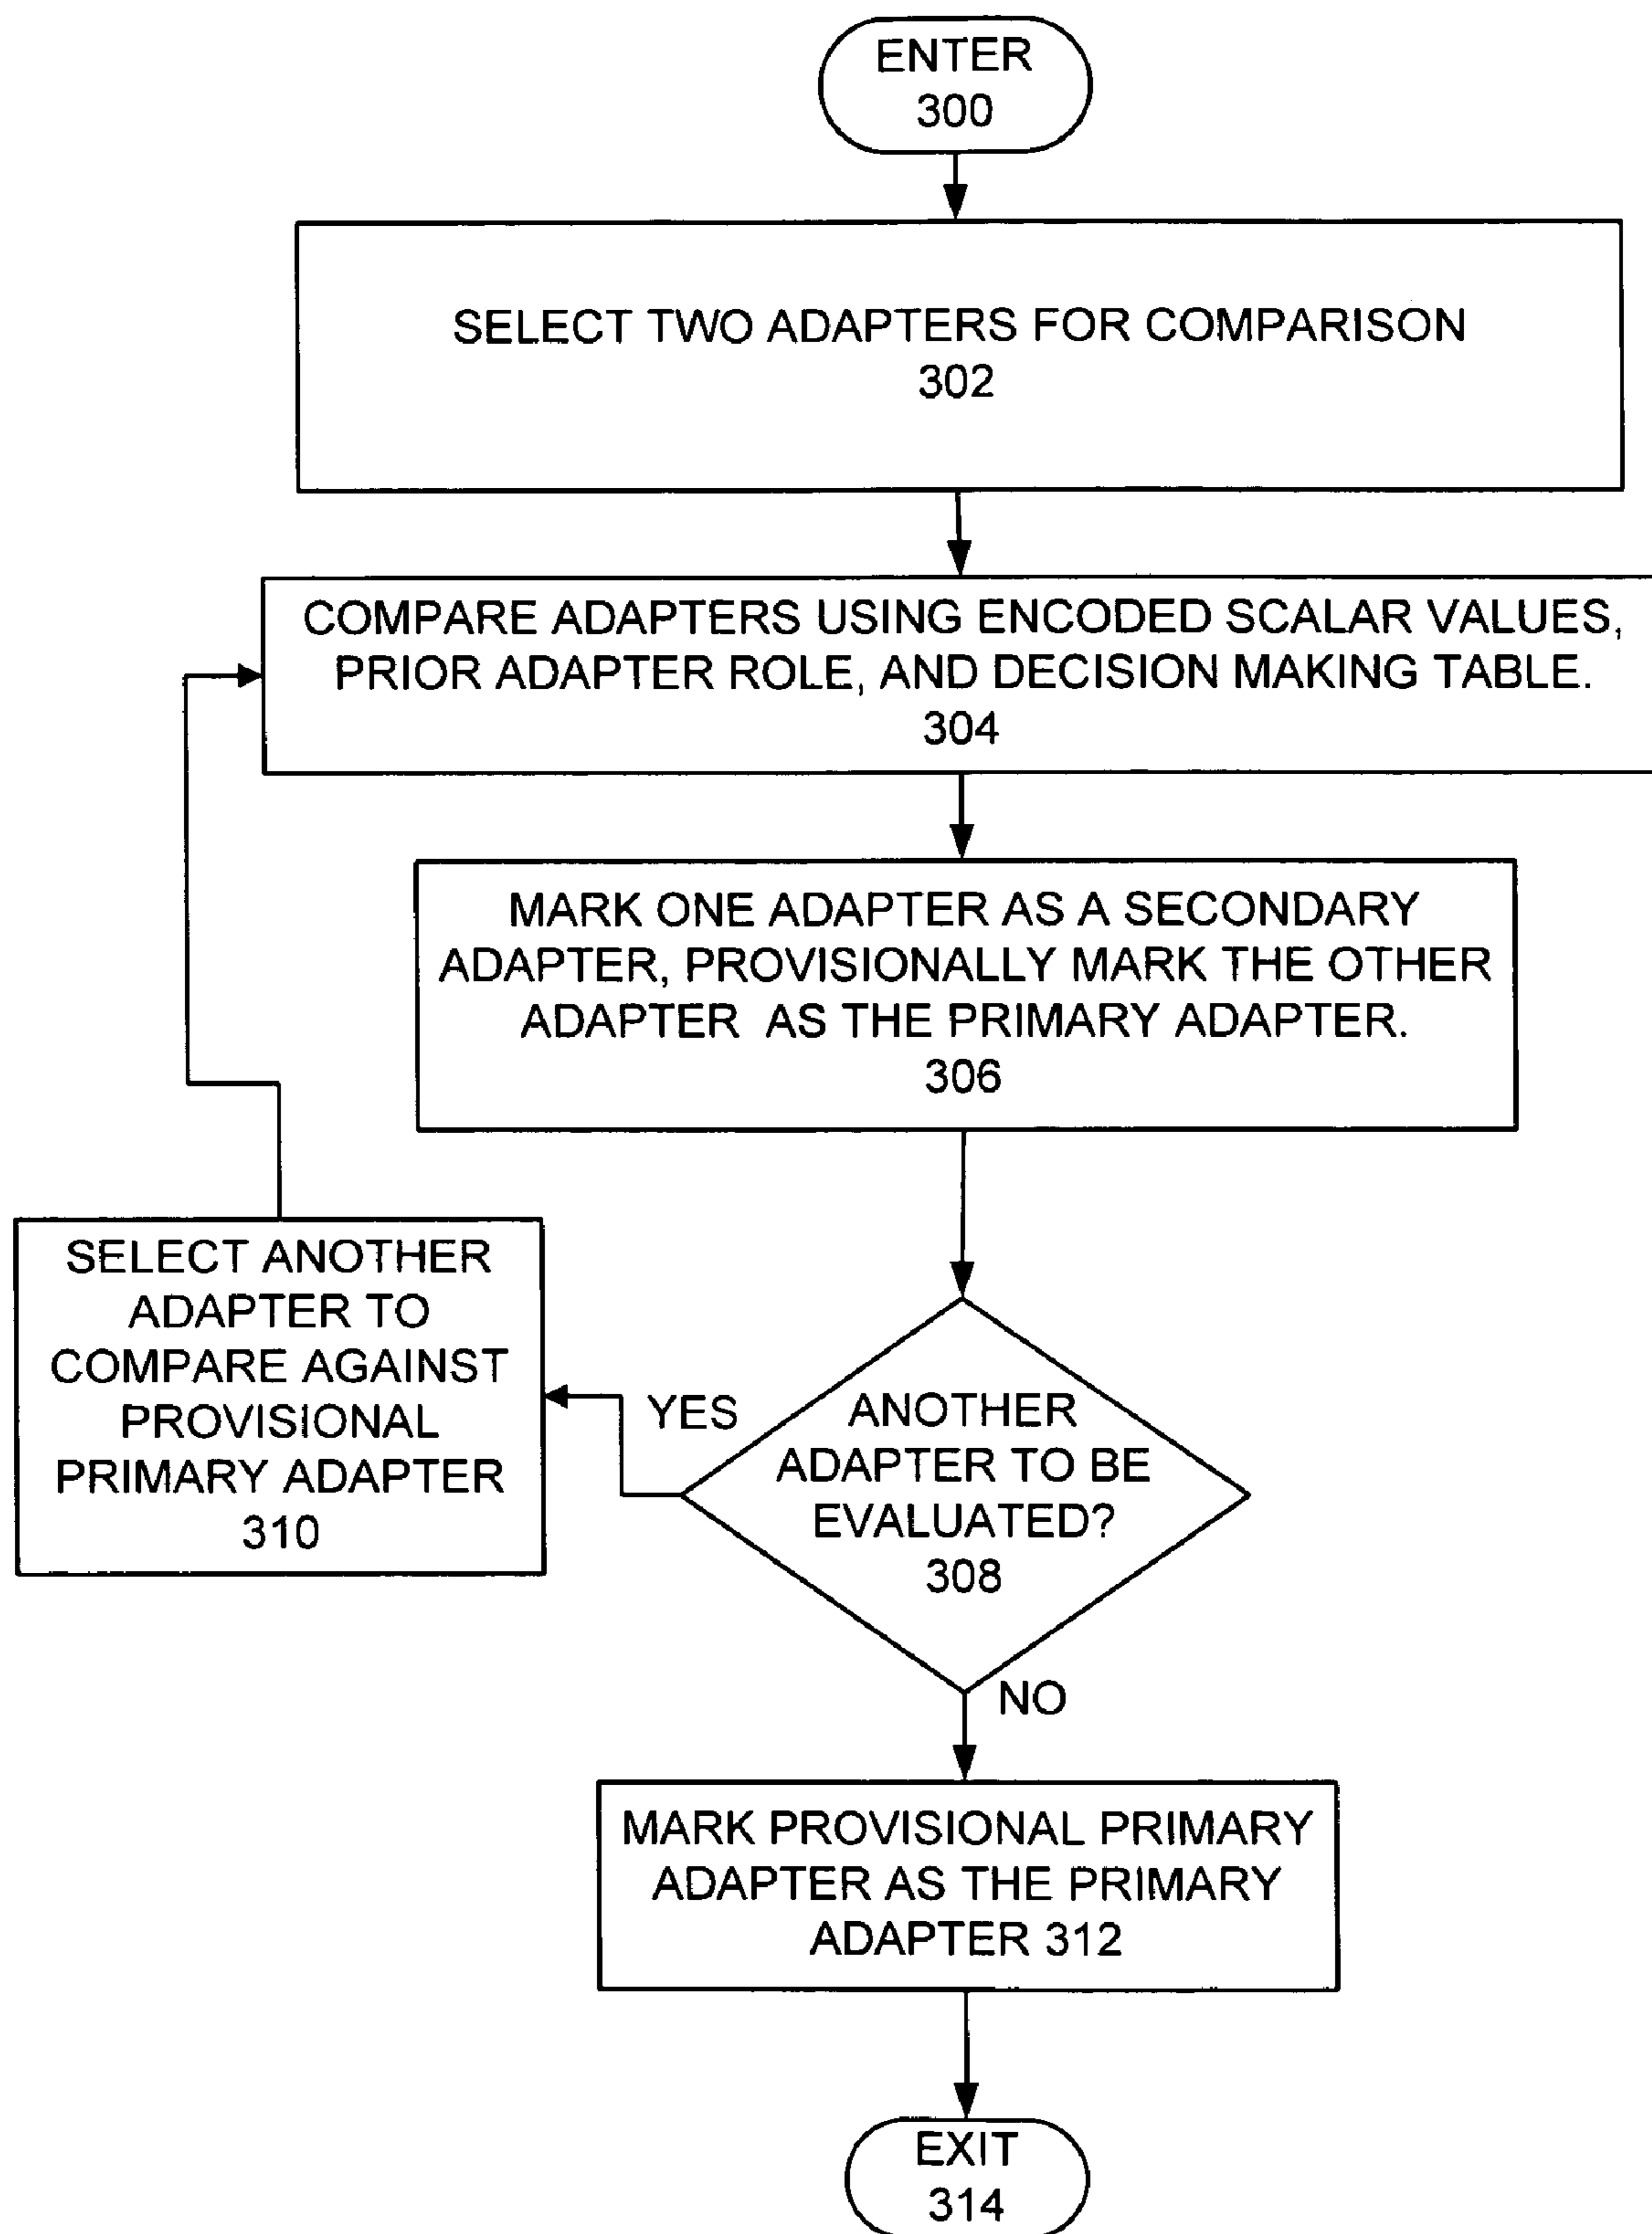 ENTER
300
SELECT TWO ADAPTERS FOR COMPARISON
302
COMPARE ADAPTERS USING ENCODED SCALAR VALUES,
PRIOR ADAPTER ROLE, AND DECISION MAKING TABLE.
304
MARK ONE ADAPTER AS A SECONDARY
ADAPTER, PROVISIONALLY MARK THE OTHER
ADAPTER AS THE PRIMARY ADAPTER.
306
SELECT ANOTHER
ADAPTER TO
COMPARE AGAINST
PROVISIONAL
PRIMARY ADAPTER
310
YES
ANOTHER
ADAPTER TO BE
EVALUATED?
308
NO
MARK PROVISIONAL PRIMARY
ADAPTER AS THE PRIMARY
ADAPTER 312
EXIT
314